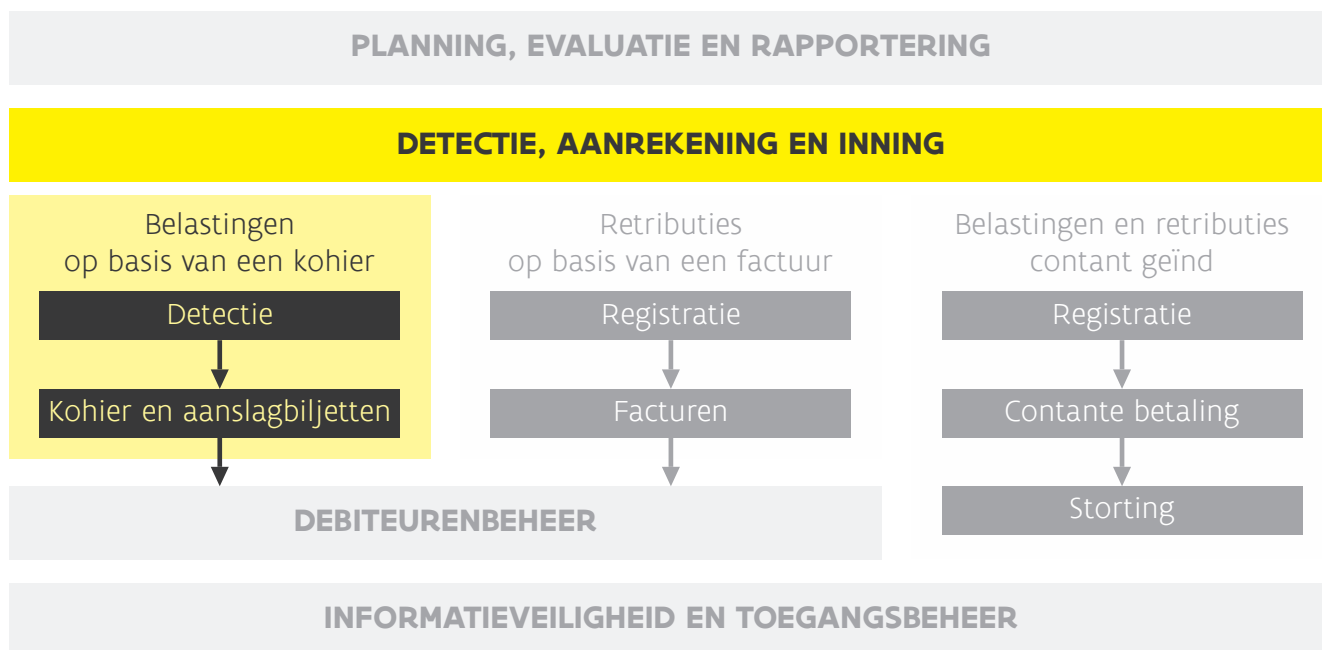 PLANNING, EVALUATIE EN RAPPORTERING
DETECTIE, AANREKENING EN INNING
Belastingen
op basis van een kohier
Detectie
Kohier en aanslagbiljetten
Retributies
op basis van een factuur
Registratie
Facturen
Belastingen en retributies
contant geïnd
Registratie
Contante betaling
Storting
DEBITEURENBEHEER
INFORMATIEVEILIGHEID EN TOEGANGSBEHEER